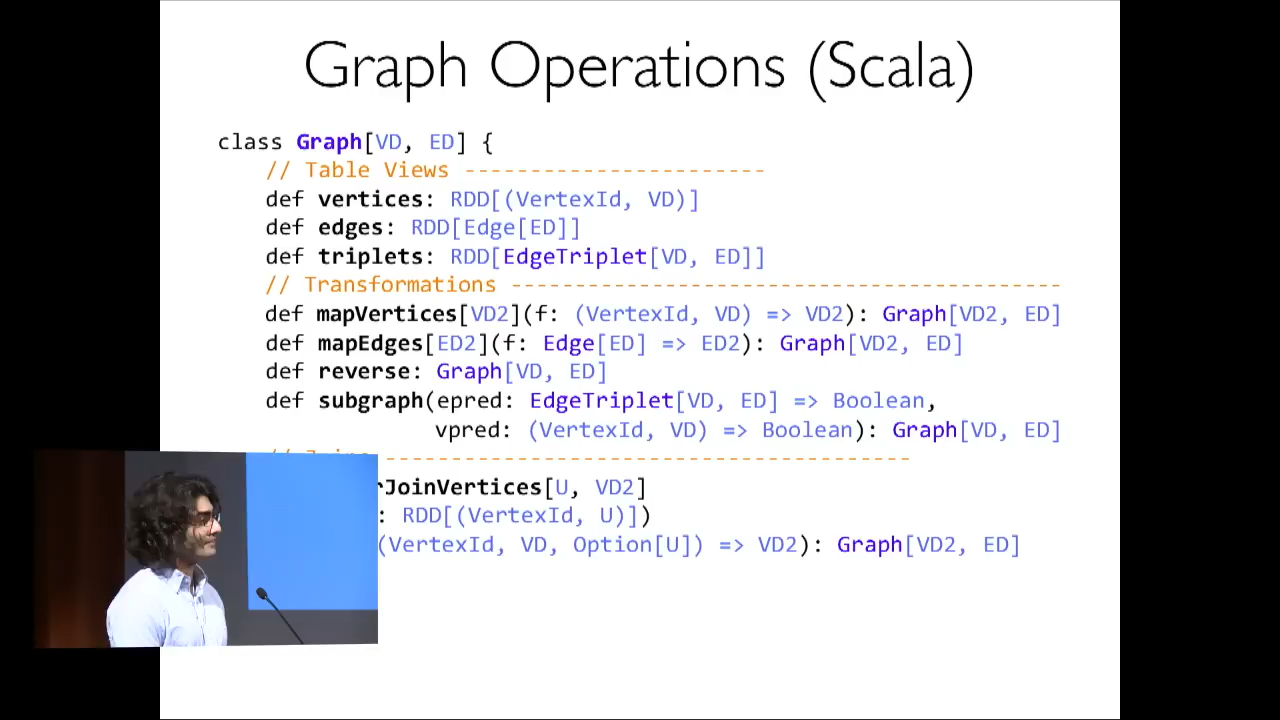 Graph Operations (Scala)
class Graph[VD, ED] {
// Table Views -----------------------
def vertices: RDD[(VertexId, VD)]
def edges: RDD[Edge[ED]]
def triplets: RDD[EdgeTriplet[VD, ED]]
// Transformations ------------------------------------------
def mapVertices[VD2](f: (VertexId, VD) => VD2): Graph[VD2, ED]
def mapEdges[ED2](f: Edge[ED] => ED2): Graph[VD2, ED]
def reverse: Graph[VD, ED]
def subgraph(epred: EdgeTriplet[VD, ED] => Boolean,
vpred: (VertexId, VD) => Boolean): Graph[VD, ED]
----------------------------------------
rJoinVertices[U, VD2]
: RDD[(VertexId, U)])
(VertexId, VD, Option[U]) => VD2): Graph[VD2, ED]